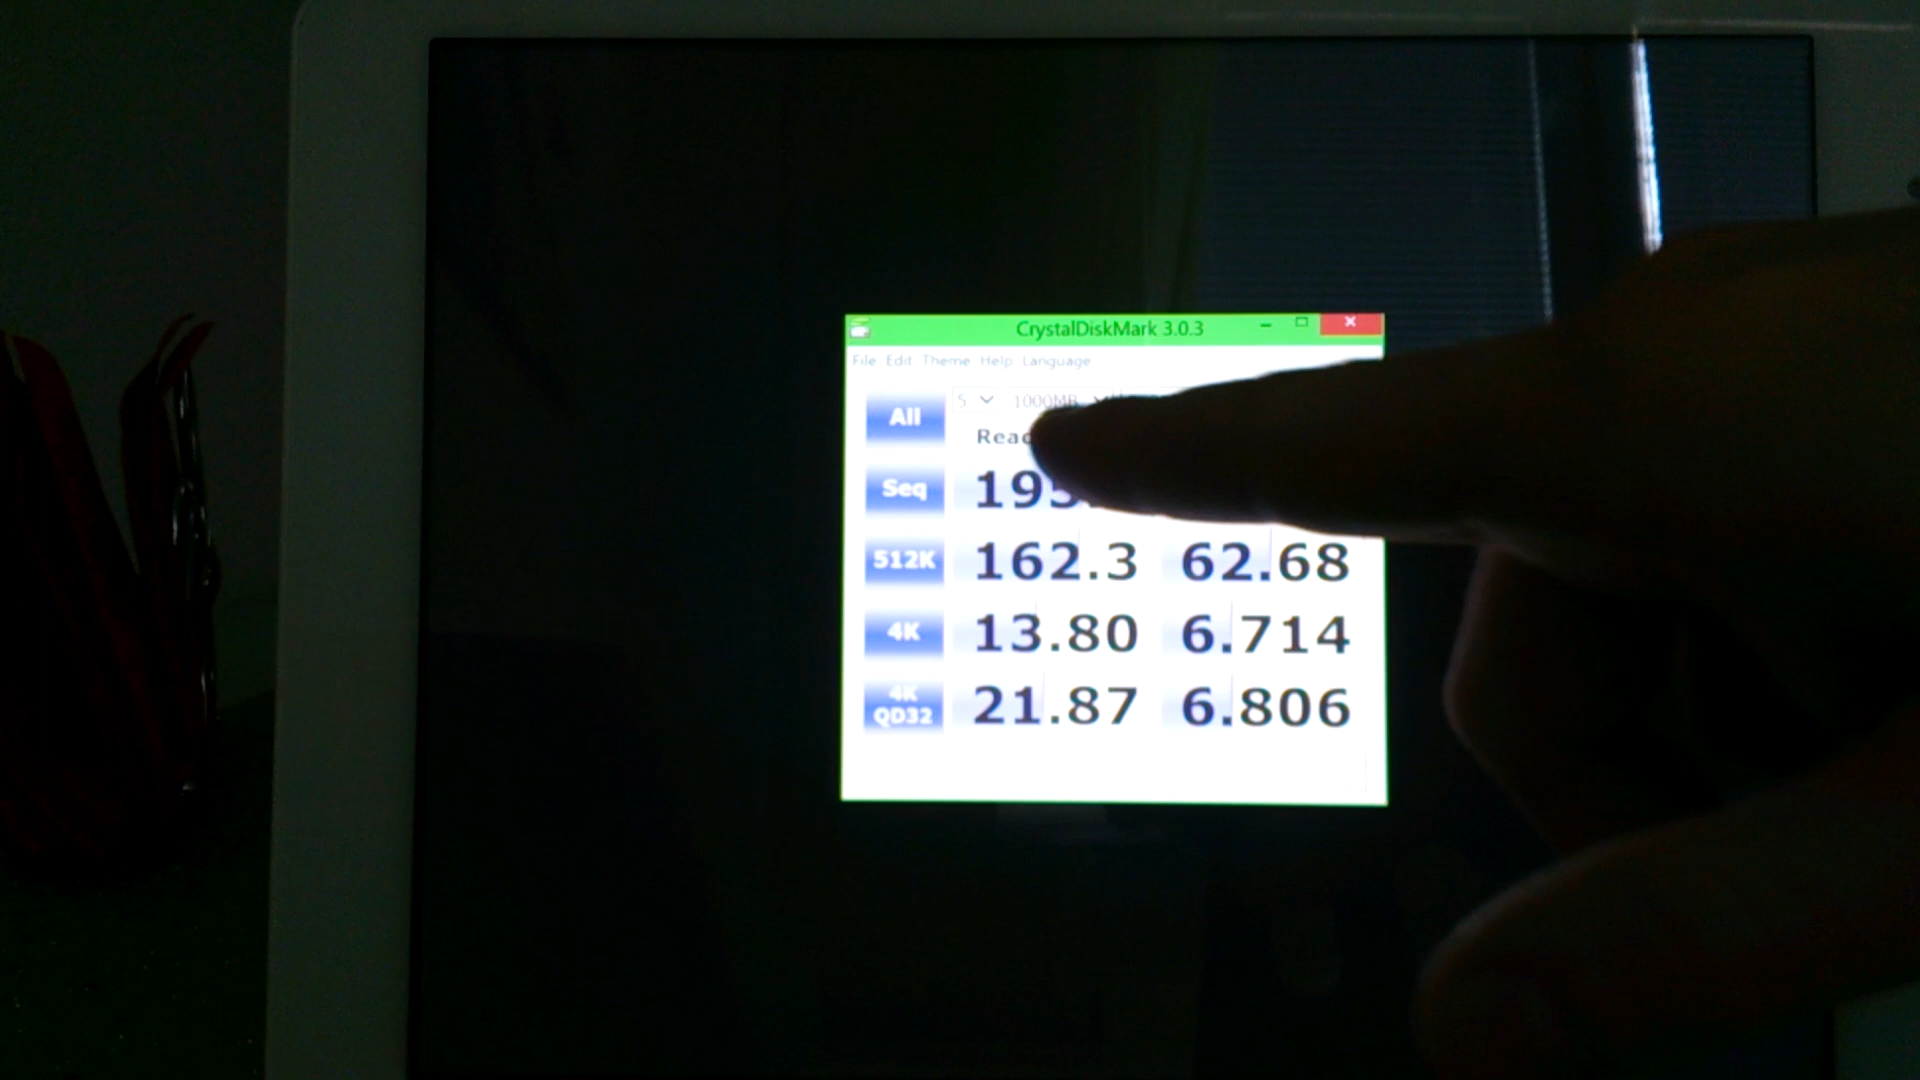 CrystalDiskMark 3.0.3
File Edit Theme Help Language
All 5 1000MB
Seq
512K 162.3 62.68
4K 13.80 6.714
4K QD32 21.87 6.806